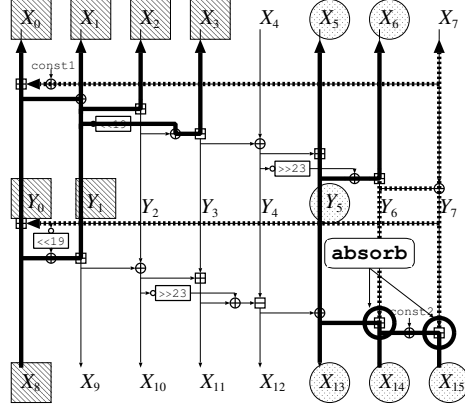 X0 X1 X2 X3 X4 X5 X6 X7
const1
<<19
>>23
Y0 Y1 Y2 Y3 Y4 Y5 Y6 Y7
<<19
absorb
>>23
const2
X8 X9 X10 X11 X12 X13 X14 X15